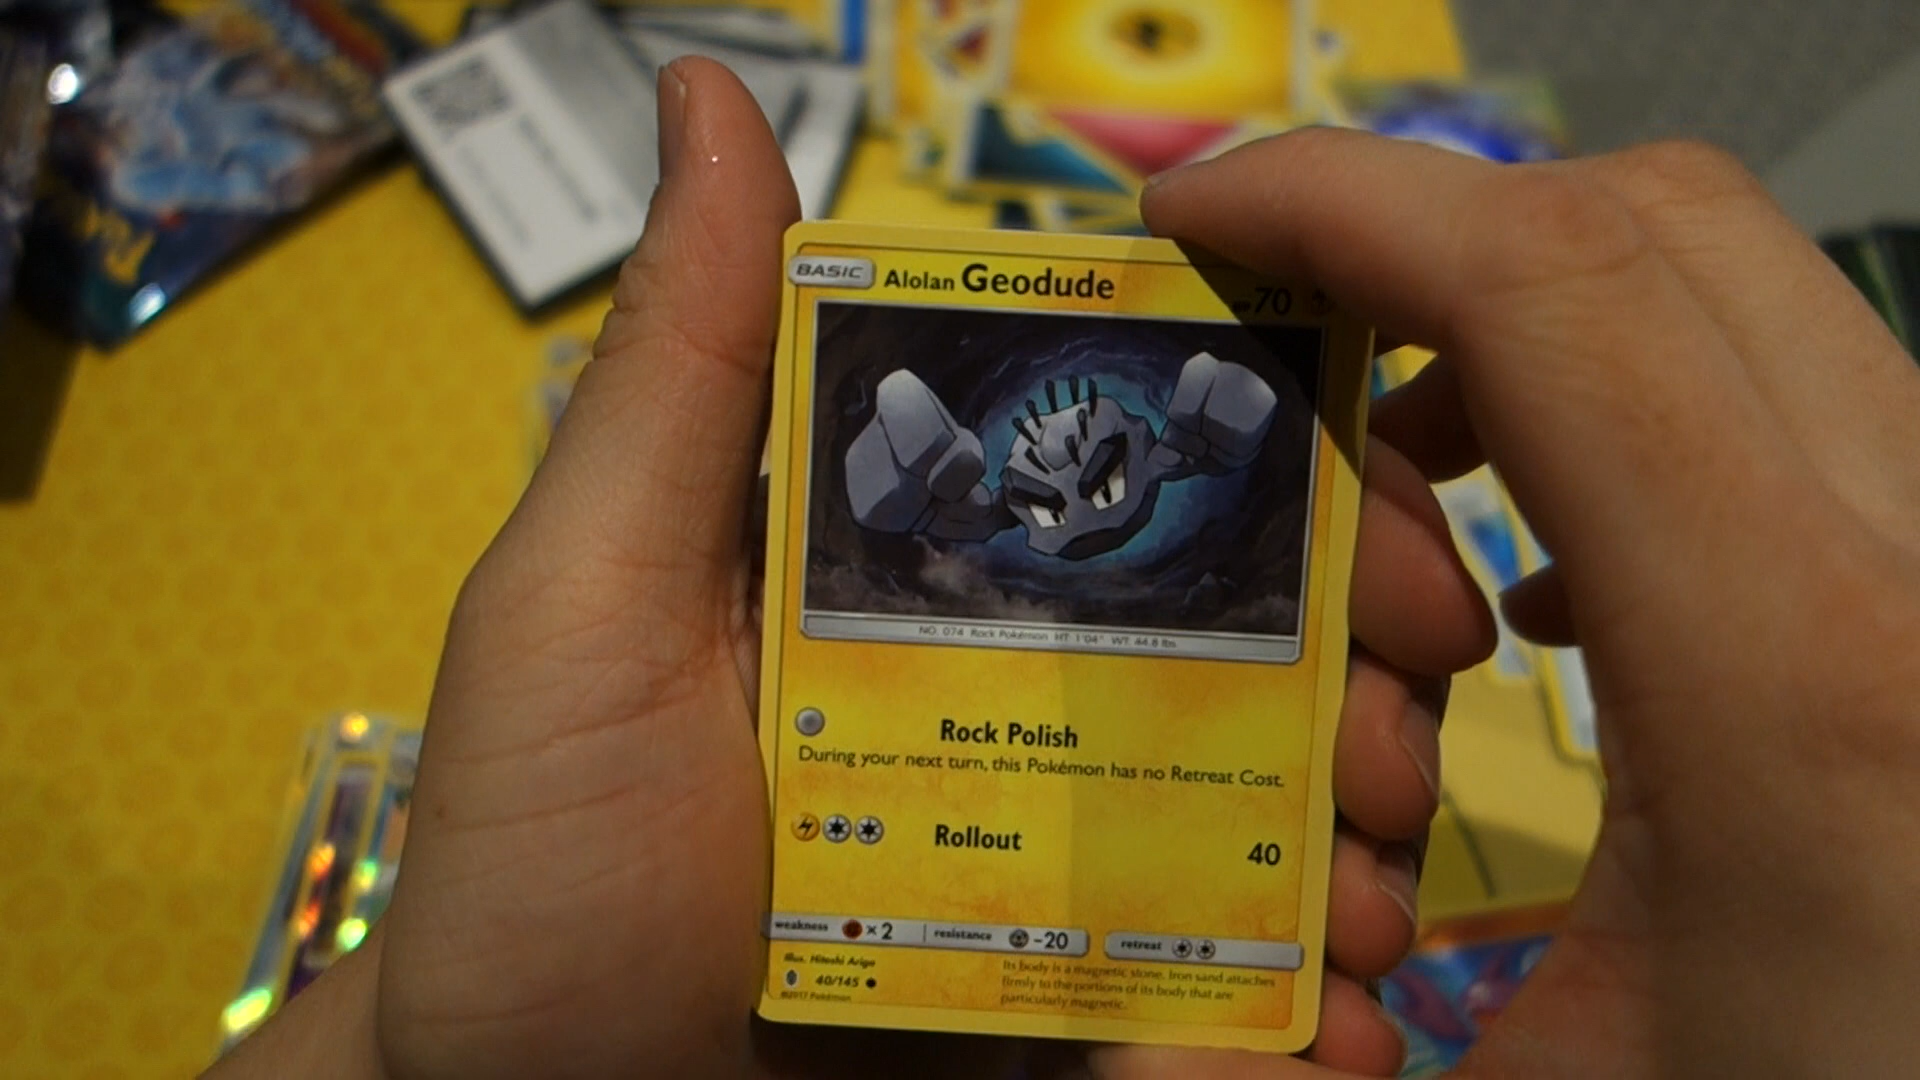 BASIC Alolan Geodude 70
NO. 074 Rock Pokémon HT: 1'04" WT: 44.8 lbs.
Rock Polish
During your next turn, this Pokémon has no Retreat Cost.
Rollout 40
weakness ×2 resistance -20 retreat
Illus. Hitoshi Ariga
40/145
©2017 Pokémon
Its body is a magnetic stone. Iron sand attaches
firmly to the portions of its body that are
particularly magnetic.